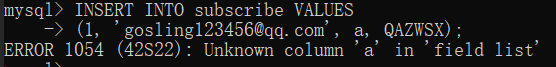 mysql> INSERT INTO subscribe VALUES
    -> (1, 'gosling123456@qq.com', a, QAZWSX);
ERROR 1054 (42S22): Unknown column 'a' in 'field list'